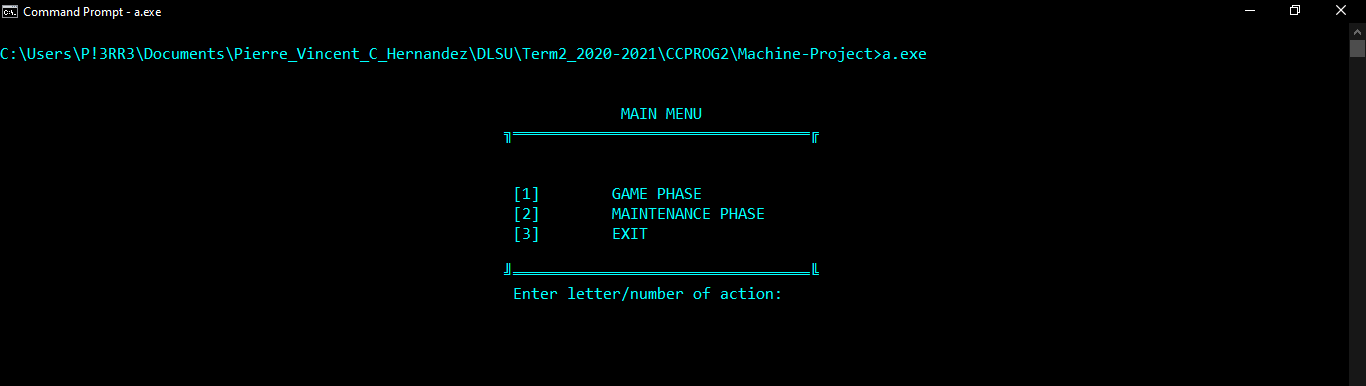 Command Prompt - a.exe
C:\Users\P!3RR3\Documents\Pierre_Vincent_C_Hernandez\DLSU\Term2_2020-2021\CCPROG2\Machine-Project>a.exe
MAIN MENU
[1] GAME PHASE
[2] MAINTENANCE PHASE
[3] EXIT
Enter letter/number of action: